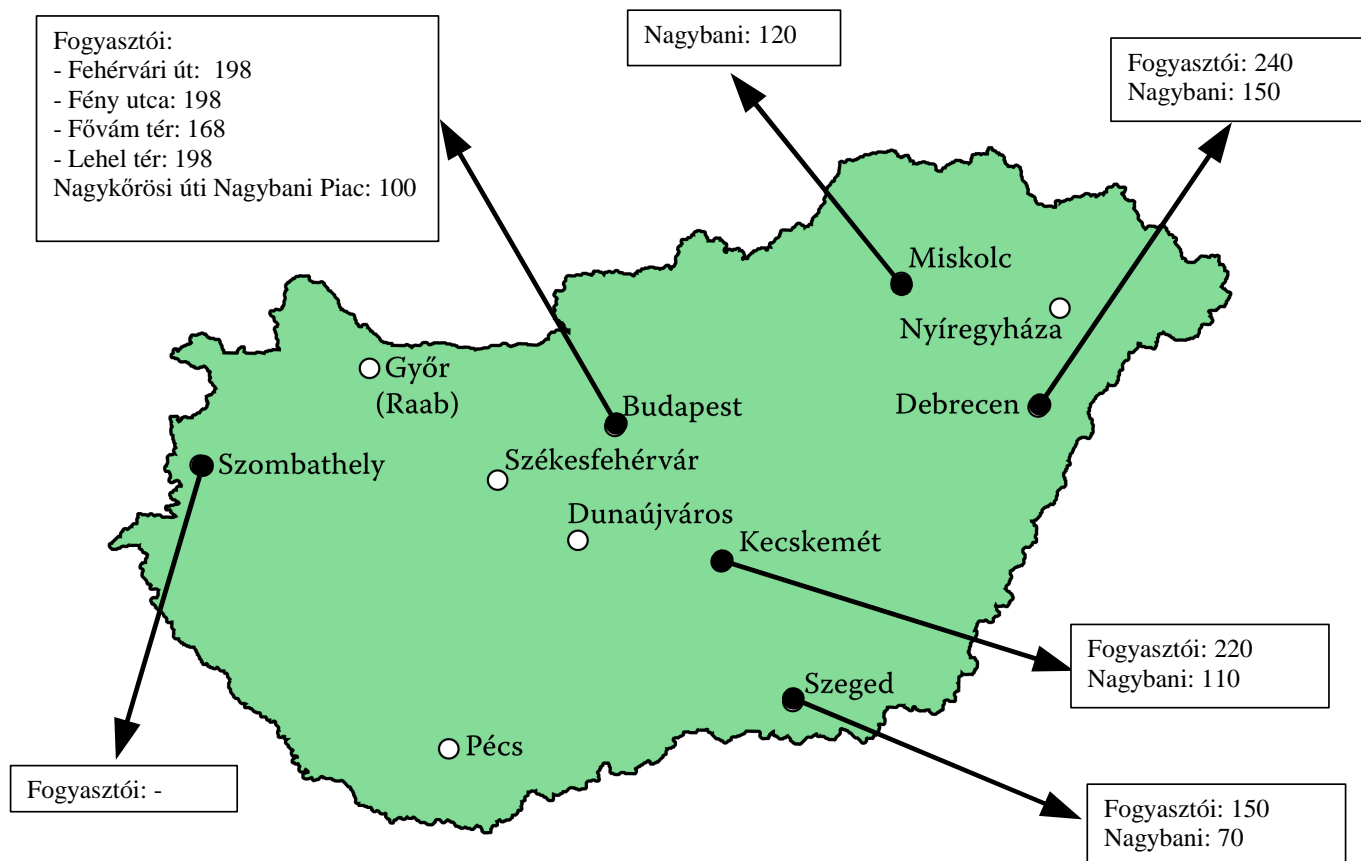 Fogyasztói:
- Fehérvári út: 198
- Fény utca: 198
- Fővám tér: 168
- Lehel tér: 198
Nagykőrösi úti Nagybani Piac: 100
Nagybani: 120
Fogyasztói: 240
Nagybani: 150
Miskolc
Nyíregyháza
Győr
(Raab)
Budapest
Debrecen
Szombathely
Székesfehérvár
Dunaújváros
Kecskemét
Fogyasztói: 220
Nagybani: 110
Szeged
Pécs
Fogyasztói: -
Fogyasztói: 150
Nagybani: 70